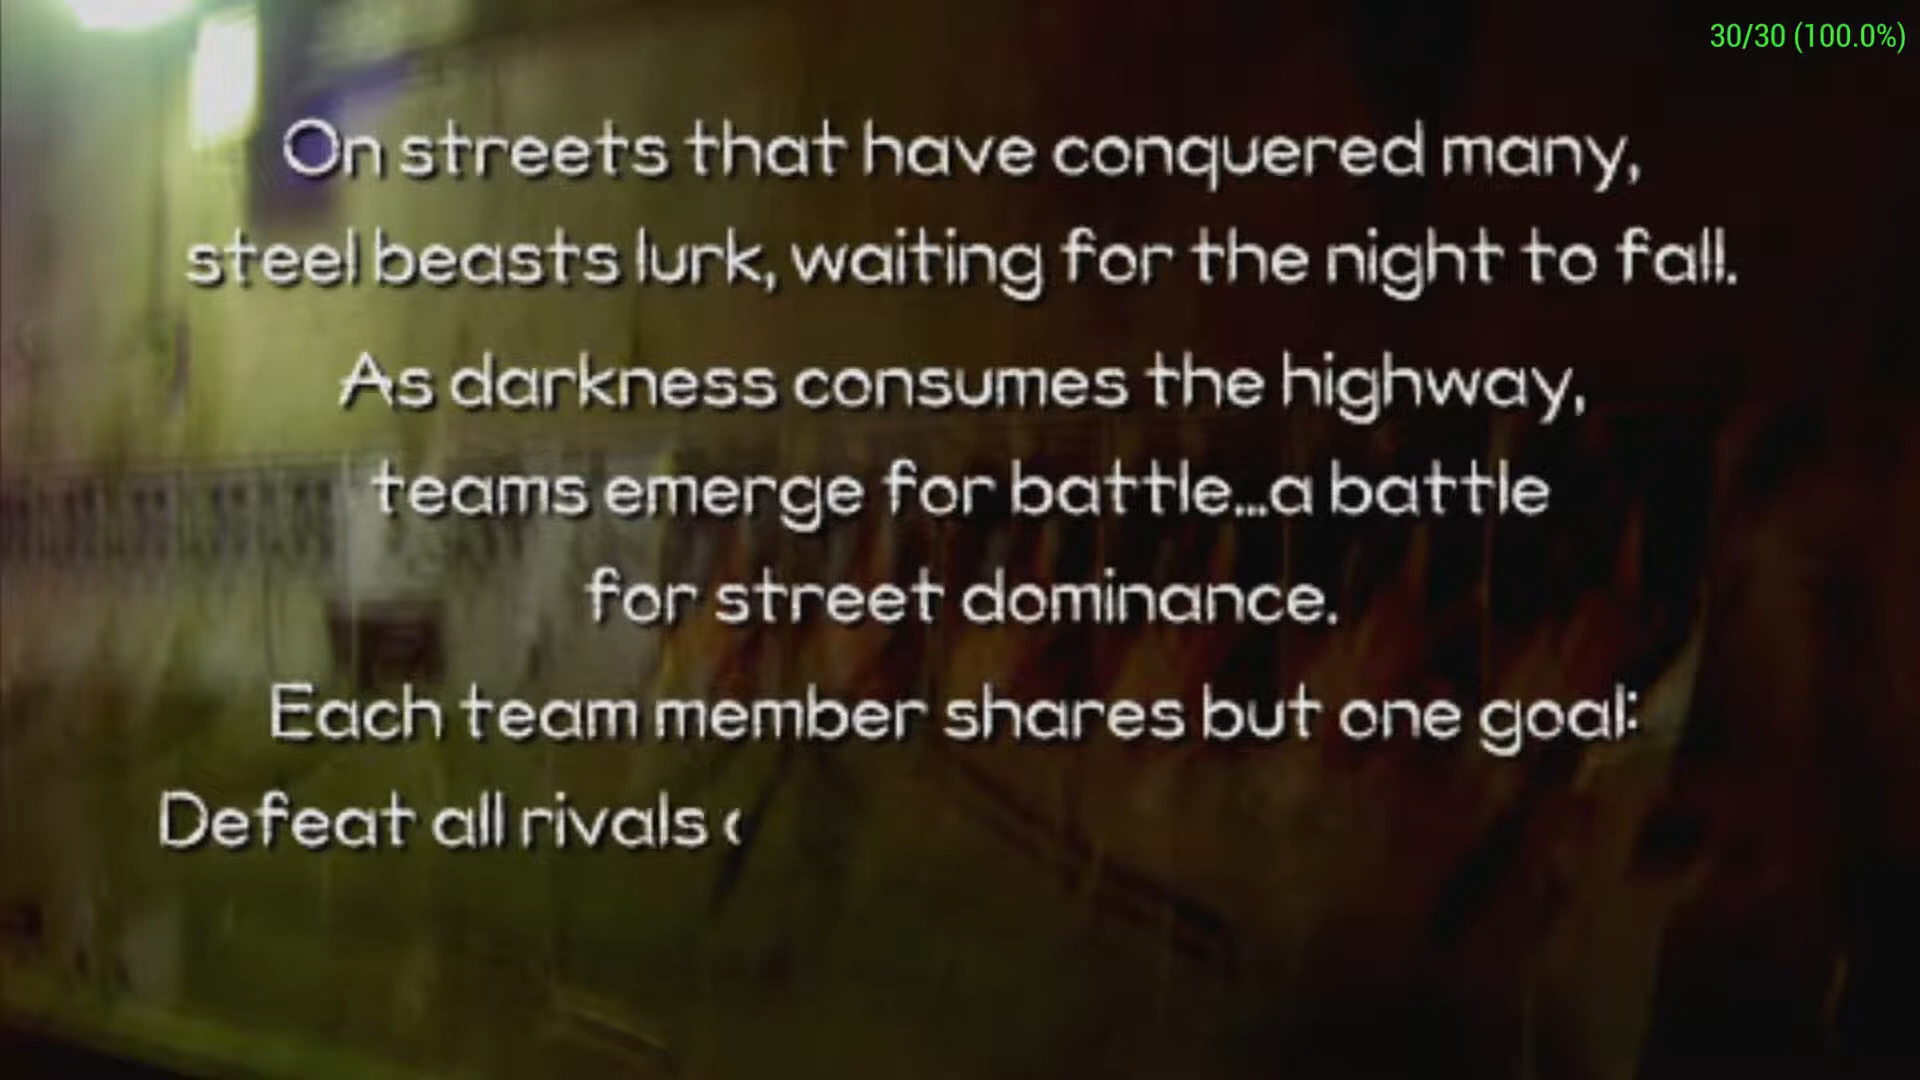 30/30 (100.0%)
On streets that have conquered many,
steel beasts lurk, waiting for the night to fall.
As darkness consumes the highway,
teams emerge for battle...a battle
for street dominance.
Each team member shares but one goal:
Defeat all rivals